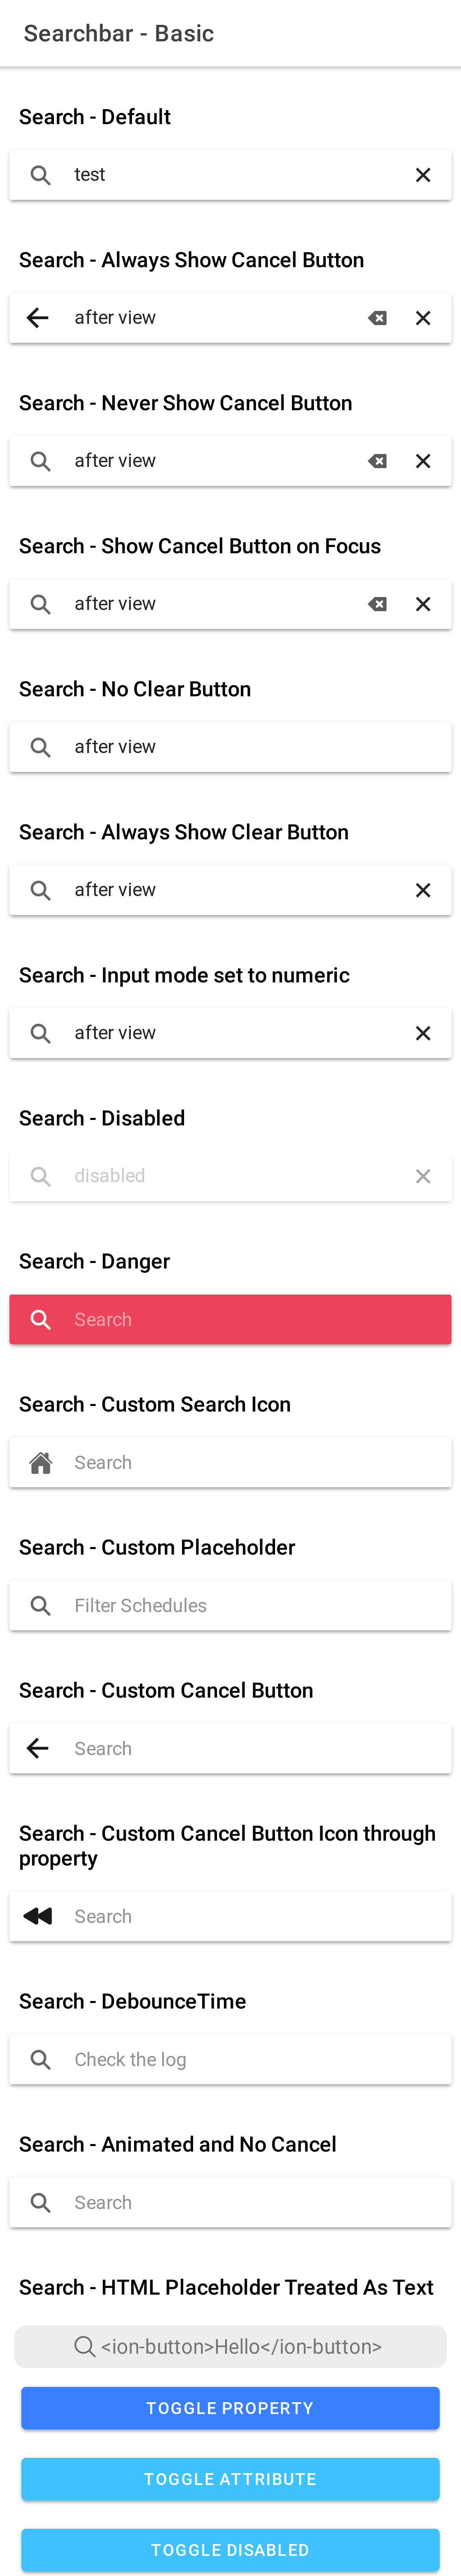 Searchbar - Basic
Search - Default
test
Search - Always Show Cancel Button
after view
Search - Never Show Cancel Button
after view
Search - Show Cancel Button on Focus
after view
Search - No Clear Button
after view
Search - Always Show Clear Button
after view
Search - Input mode set to numeric
after view
Search - Disabled
disabled
Search - Danger
Search
Search - Custom Search Icon
Search
Search - Custom Placeholder
Filter Schedules
Search - Custom Cancel Button
Search
Search - Custom Cancel Button Icon through
property
Search
Search - DebounceTime
Check the log
Search - Animated and No Cancel
Search
Search - HTML Placeholder Treated As Text
<ion-button>Hello</ion-button>
TOGGLE PROPERTY
TOGGLE ATTRIBUTE
TOGGLE DISABLED